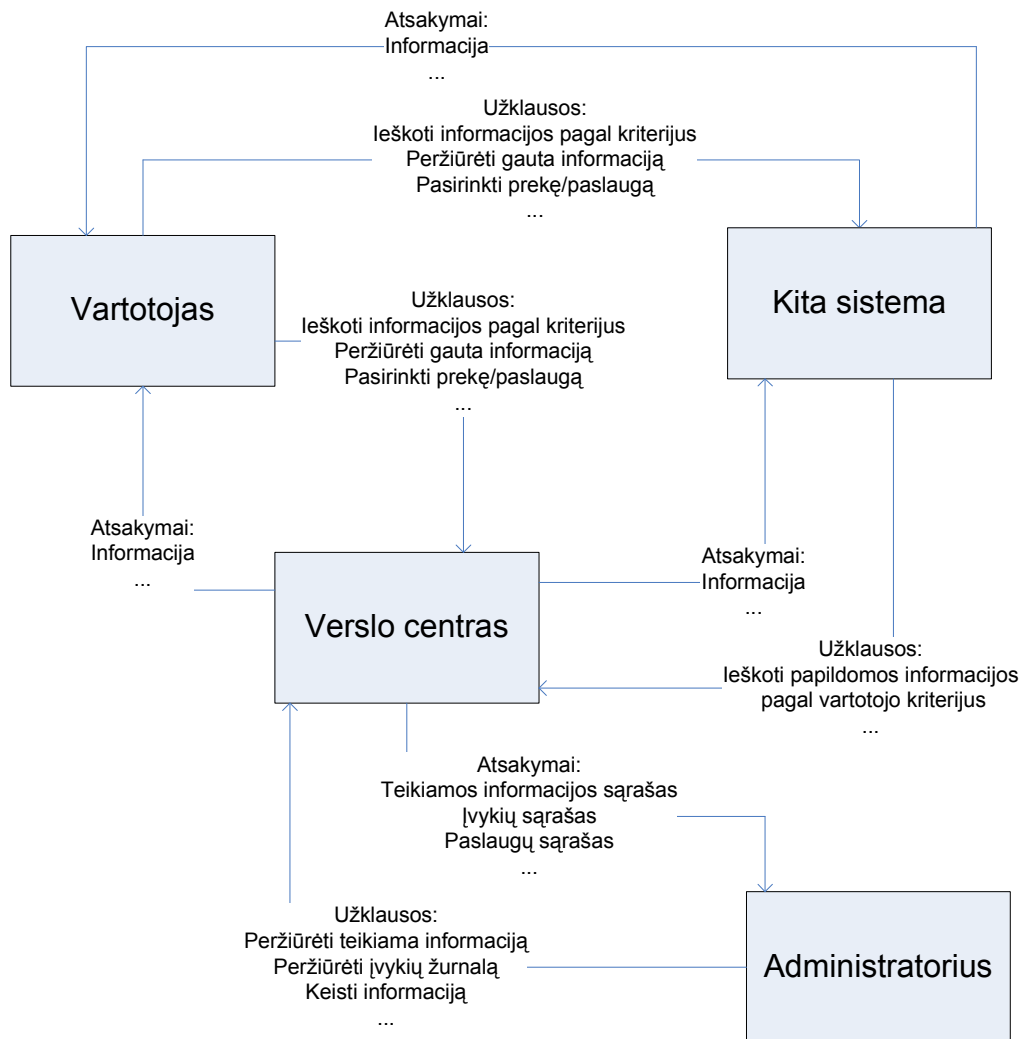 Atsakymai:
Informacija
...
Užklausos:
Ieškoti informacijos pagal kriterijus
Peržiūrėti gauta informaciją
Pasirinkti prekę/paslaugą
...
Vartotojas
Kita sistema
Užklausos:
Ieškoti informacijos pagal kriterijus
Peržiūrėti gauta informaciją
Pasirinkti prekę/paslaugą
...
Atsakymai:
Informacija
...
Verslo centras
Atsakymai:
Informacija
...
Užklausos:
Ieškoti papildomos informacijos
pagal vartotojo kriterijus
...
Atsakymai:
Teikiamos informacijos sąrašas
Įvykių sąrašas
Paslaugų sąrašas
...
Užklausos:
Peržiūrėti teikiama informaciją
Peržiūrėti įvykių žurnalą
Keisti informaciją
...
Administratorius